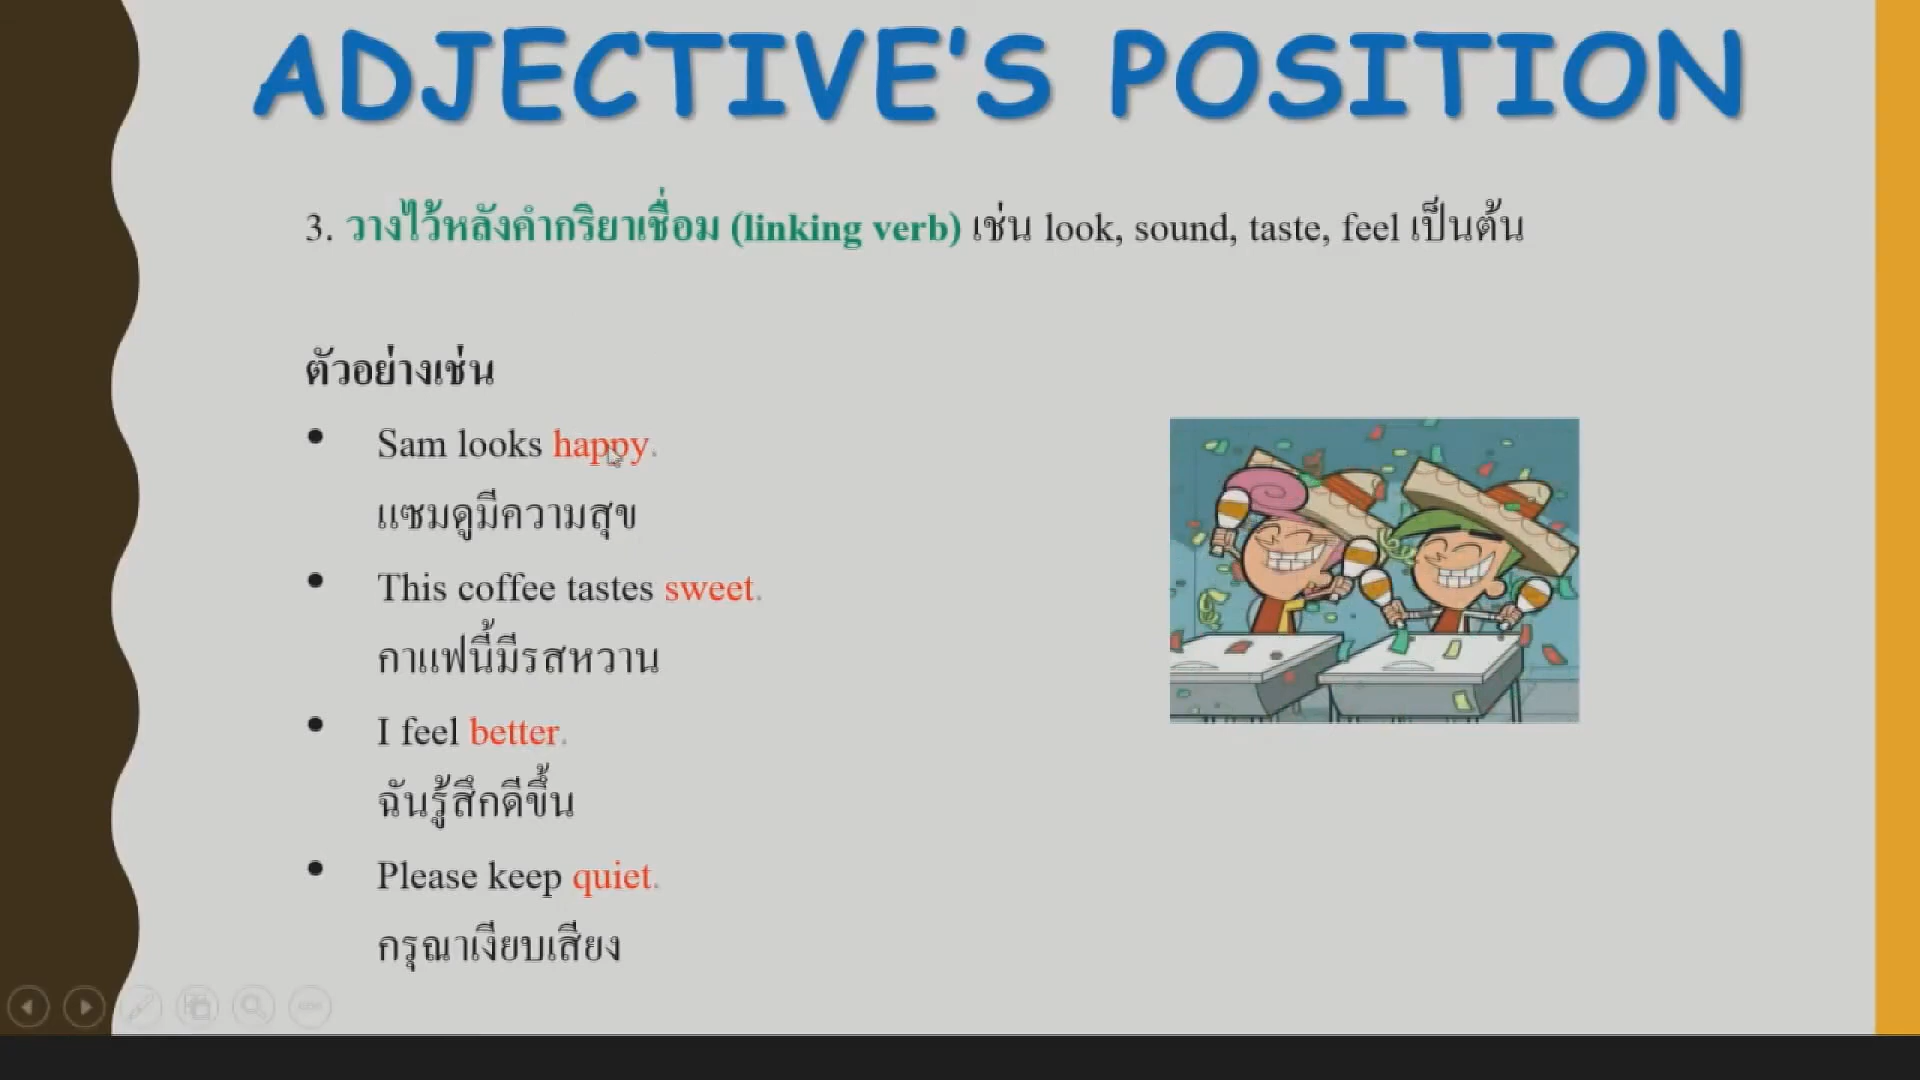 ADJECTIVE'S POSITION
3. วางไว้หลังคำกริยาเชื่อม (linking verb) เช่น look, sound, taste, feel เป็นต้น
ตัวอย่างเช่น
• Sam looks happy.
แซมดูมีความสุข
• This coffee tastes sweet.
กาแฟนี้มีรสหวาน
• I feel better.
ฉันรู้สึกดีขึ้น
• Please keep quiet.
กรุณาเงียบเสียง